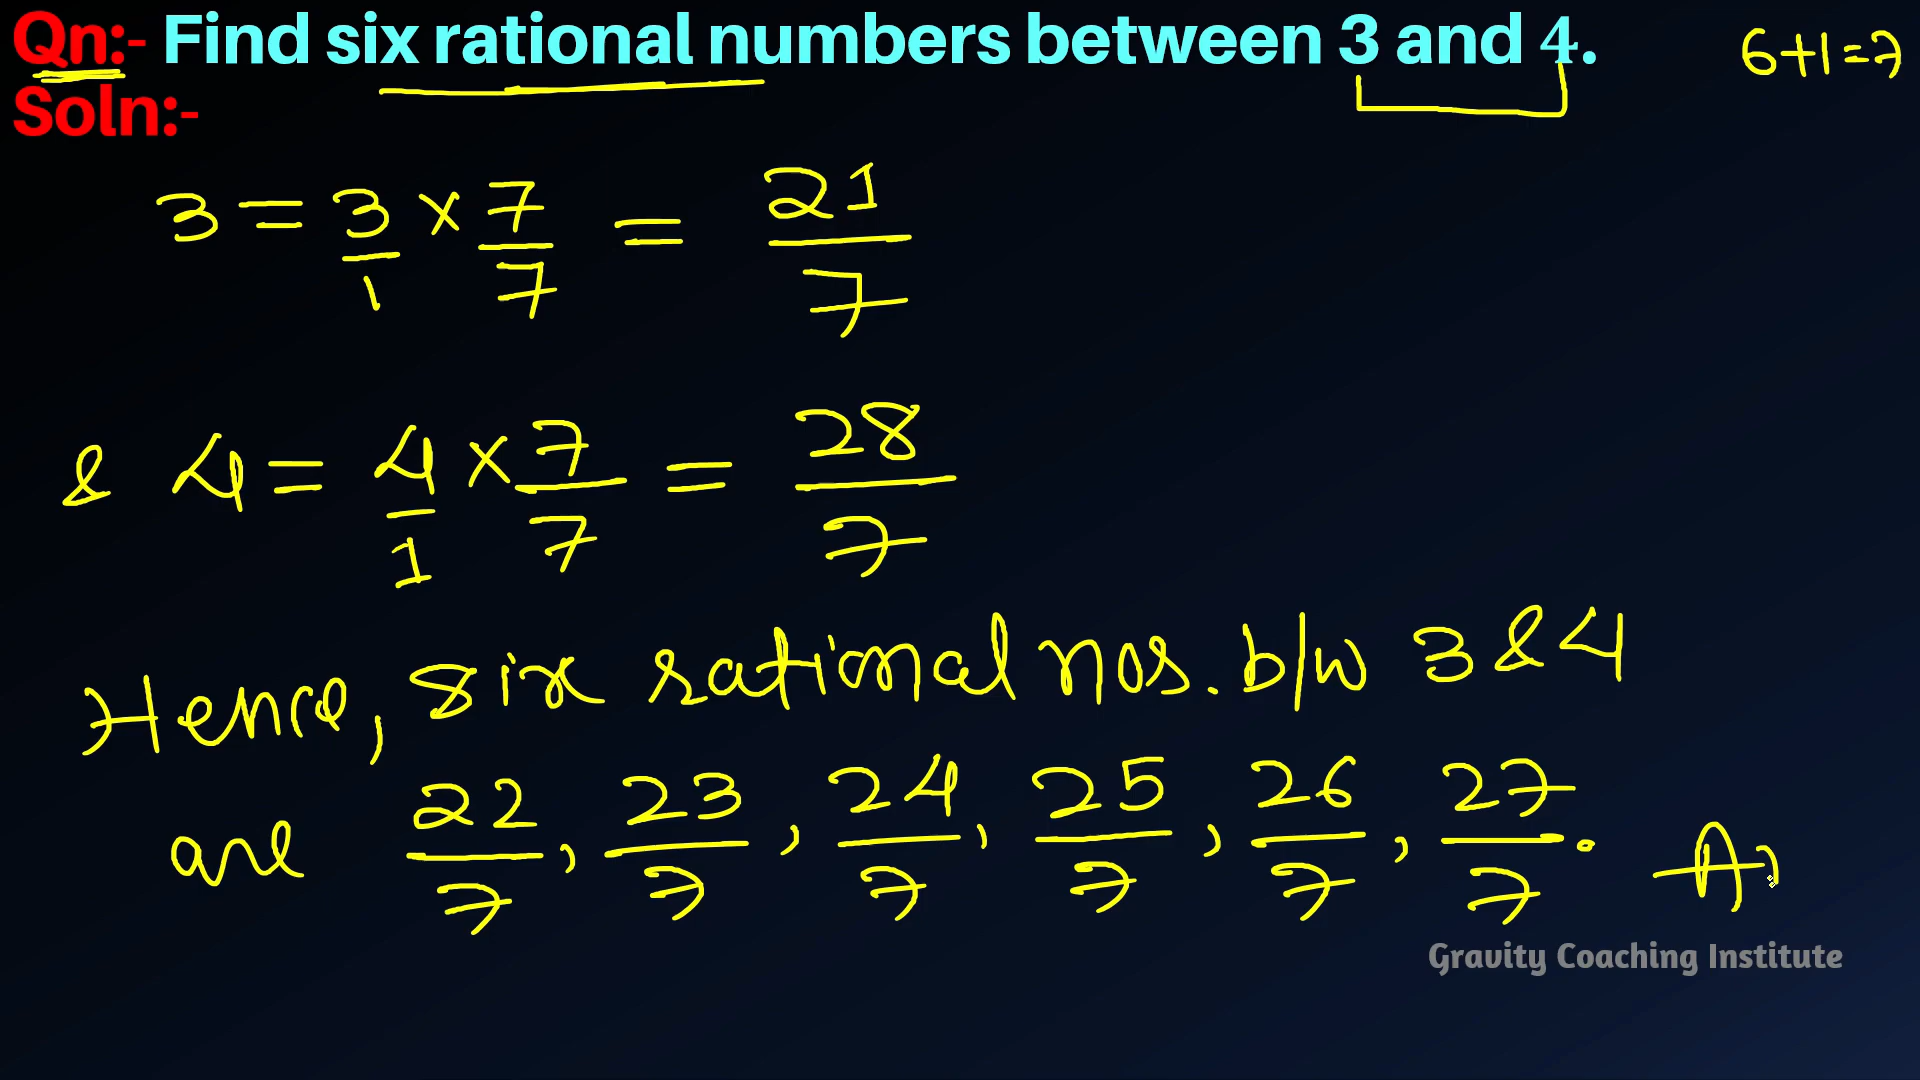 Qn:- Find six rational numbers between 3 and 4. 6+1=7
Soln:-
3 = 3/1 × 7/7 = 21/7
& 4 = 4/1 × 7/7 = 28/7
Hence, six rational nos. b/w 3 & 4
are 22/7, 23/7, 24/7, 25/7, 26/7, 27/7. A
Gravity Coaching Institute